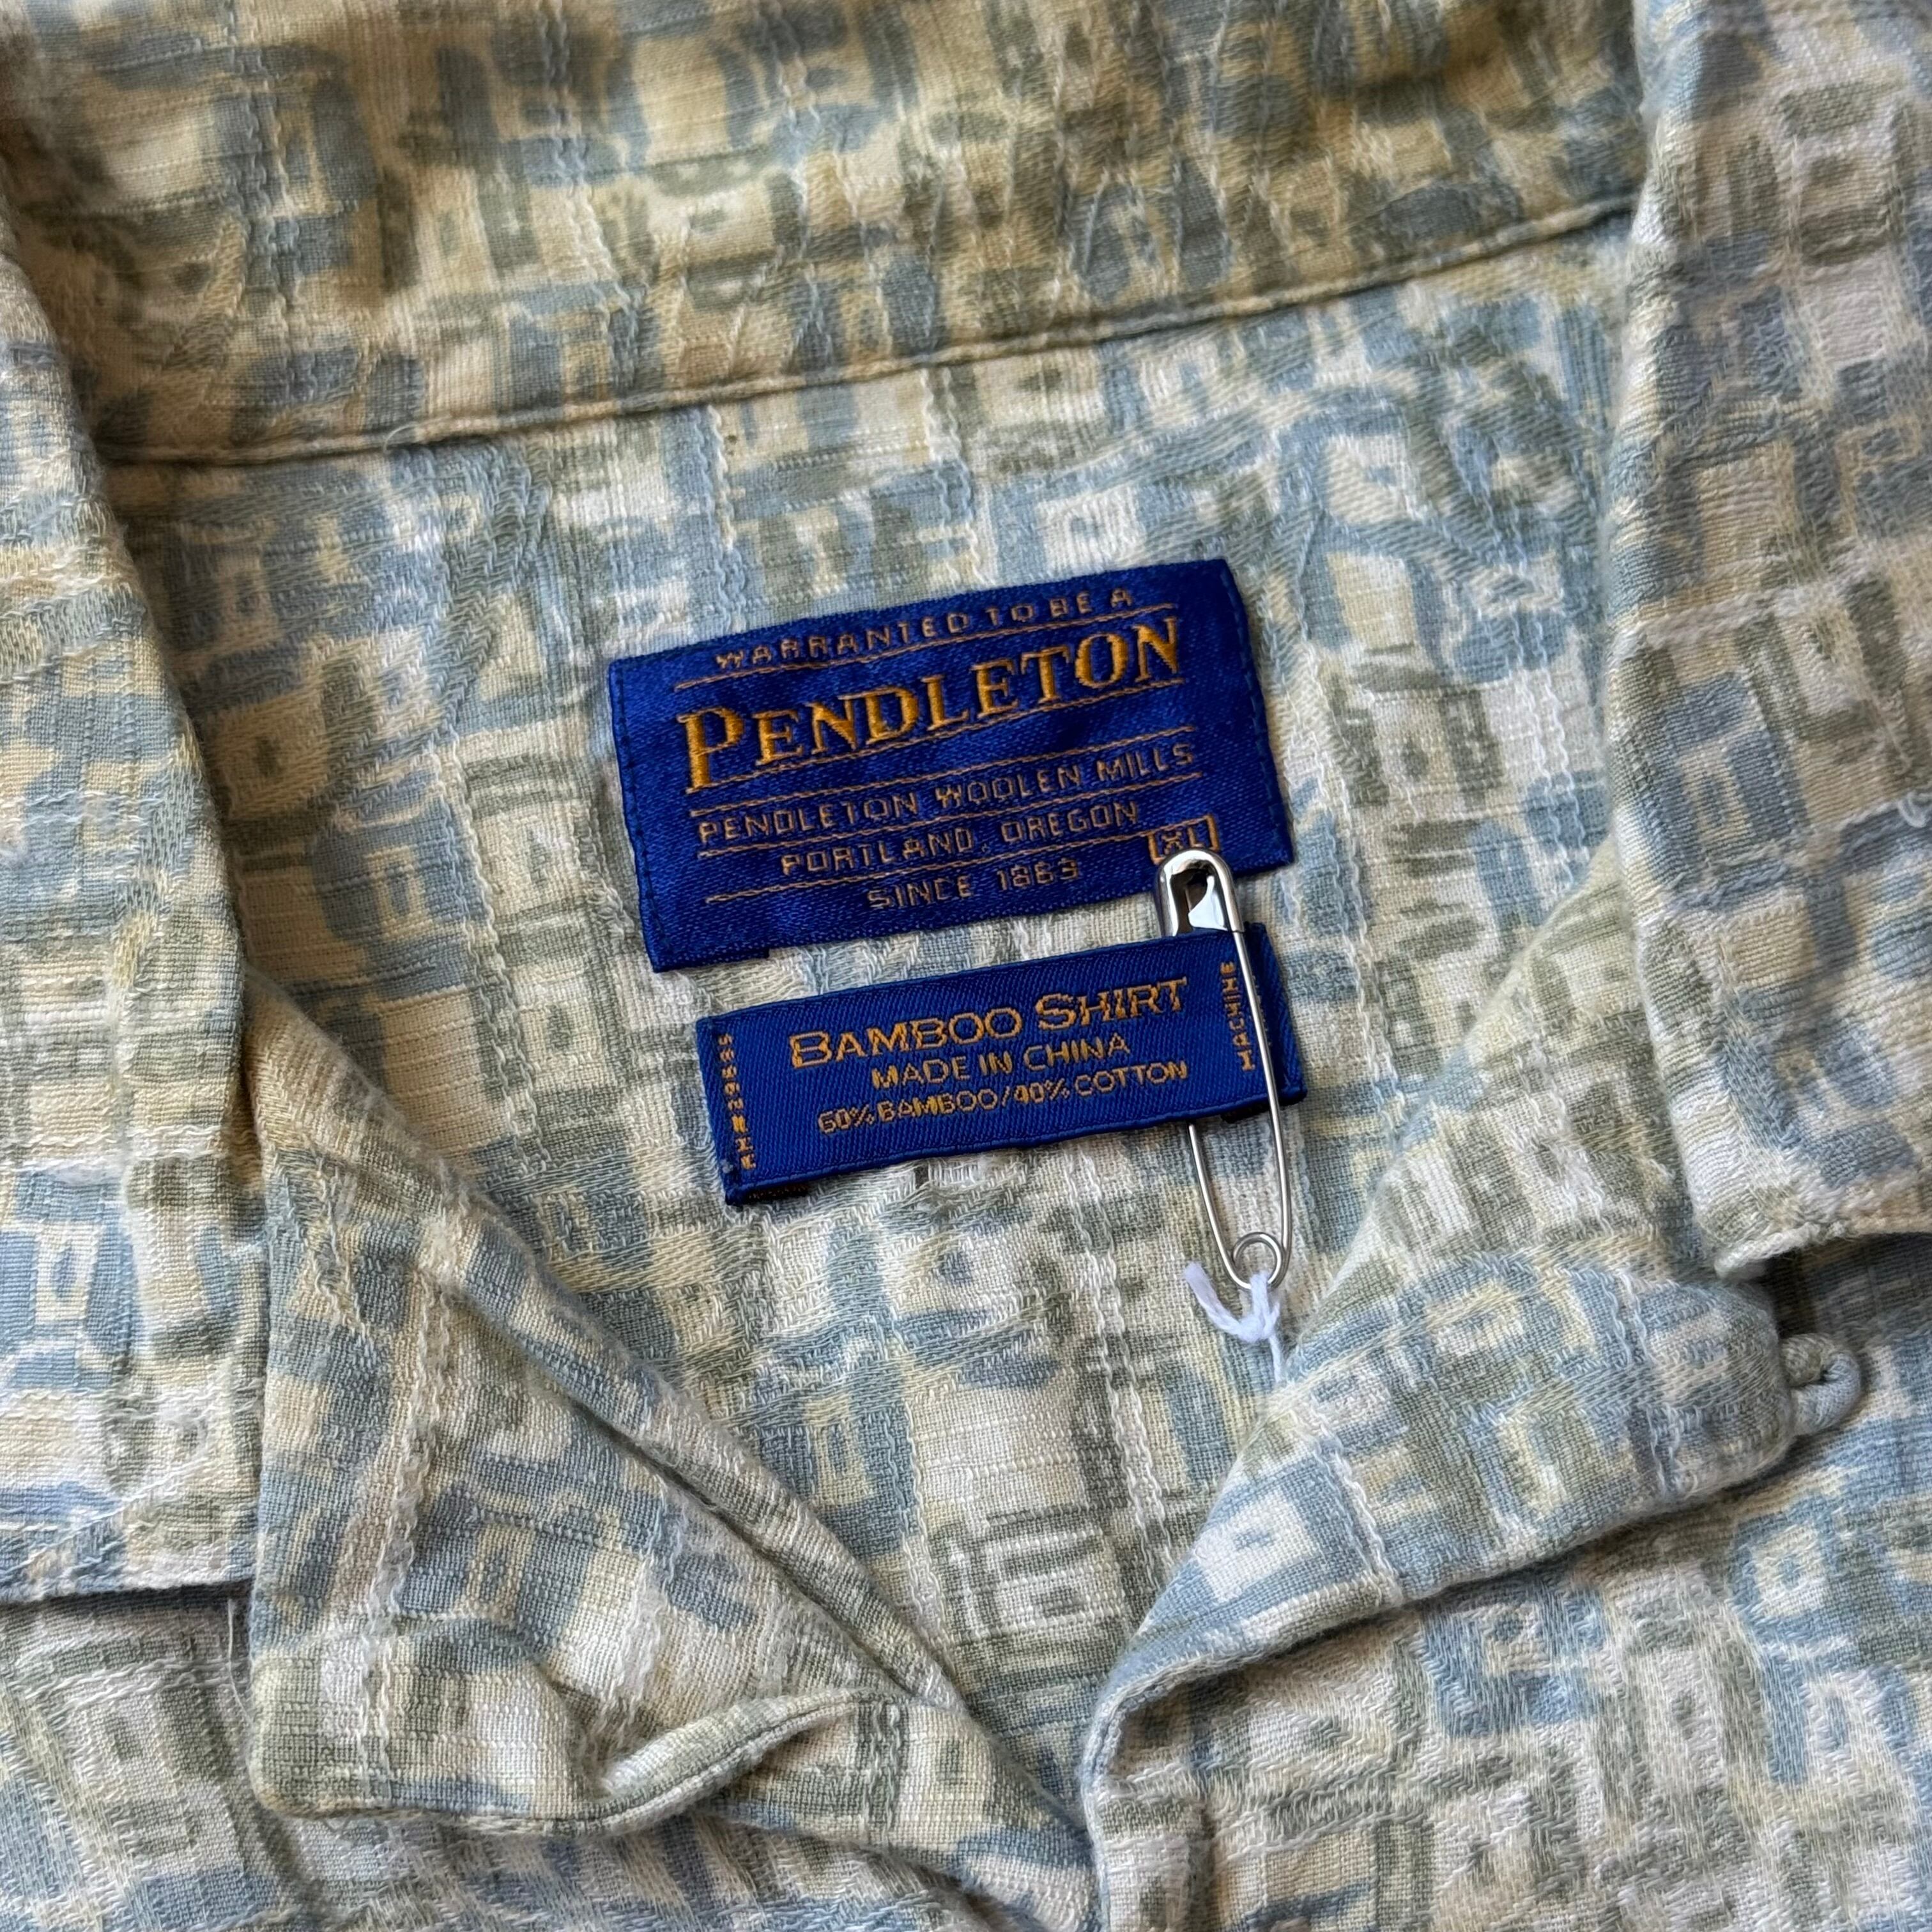 WARRANTED TO BE A
PENDLETON
PENDLETON WOOLEN MILLS
PORTLAND, OREGON
XL
SINCE 1863
BAMBOO SHIRT
MADE IN CHINA
60% BAMBOO/40% COTTON
MACHINE